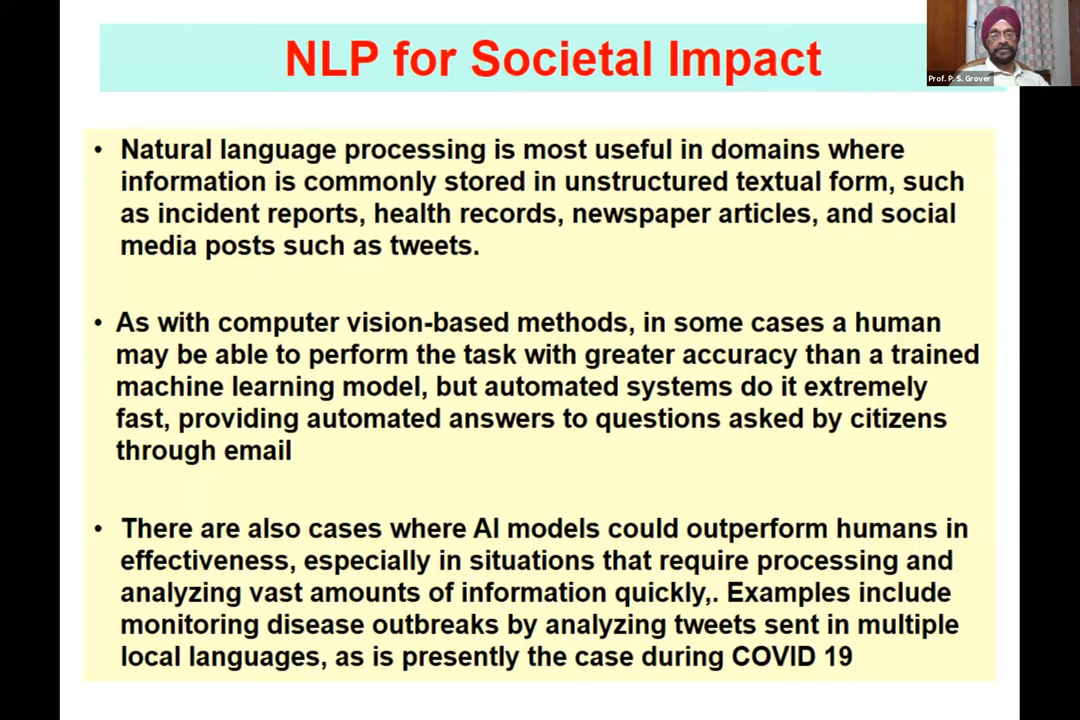 NLP for Societal Impact
Prof. P. S. Grover
• Natural language processing is most useful in domains where
information is commonly stored in unstructured textual form, such
as incident reports, health records, newspaper articles, and social
media posts such as tweets.
• As with computer vision-based methods, in some cases a human
may be able to perform the task with greater accuracy than a trained
machine learning model, but automated systems do it extremely
fast, providing automated answers to questions asked by citizens
through email
• There are also cases where AI models could outperform humans in
effectiveness, especially in situations that require processing and
analyzing vast amounts of information quickly,. Examples include
monitoring disease outbreaks by analyzing tweets sent in multiple
local languages, as is presently the case during COVID 19